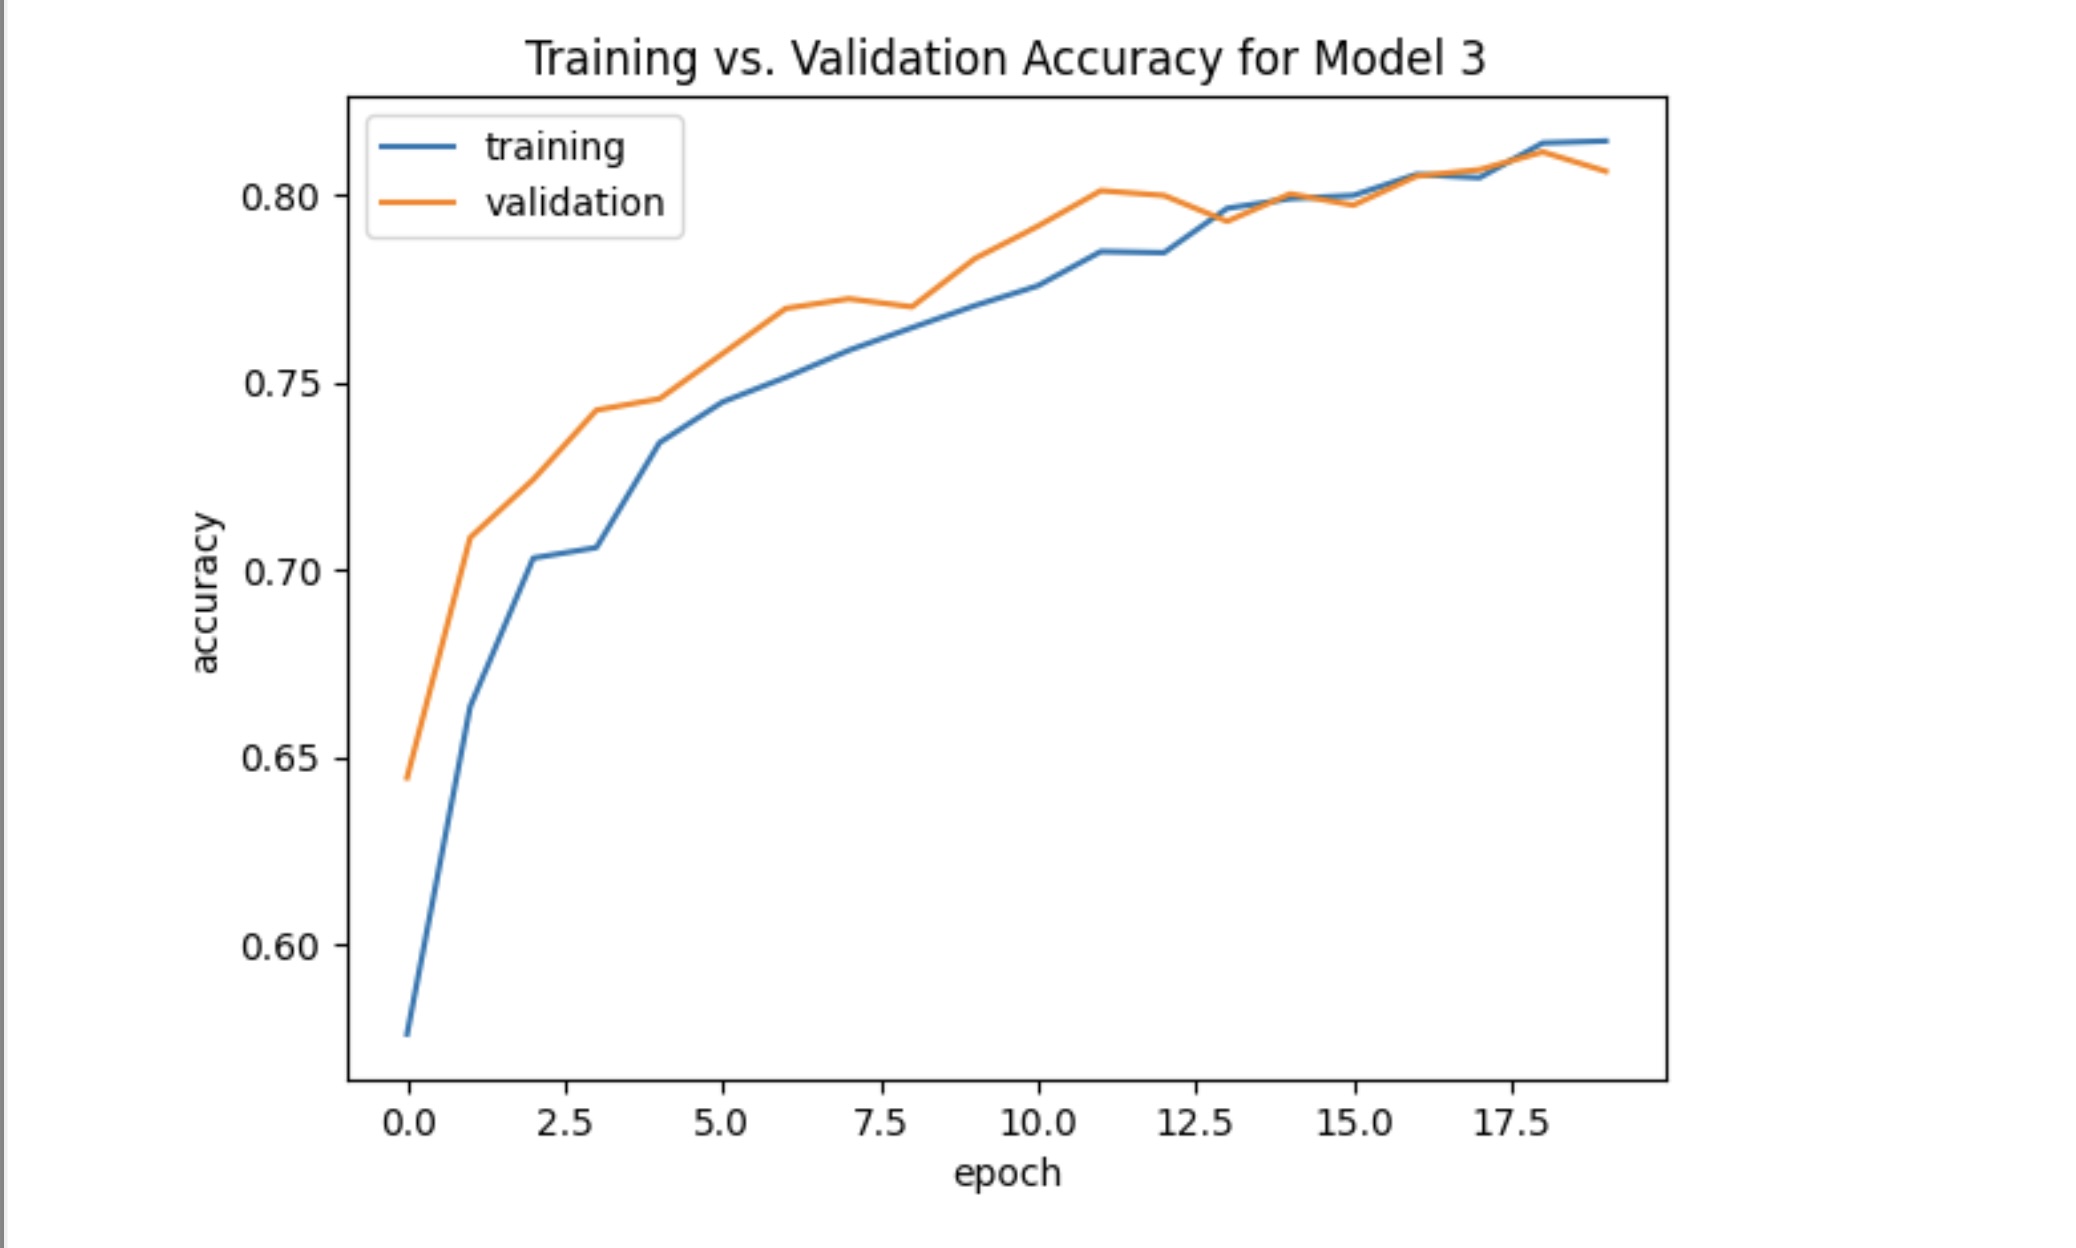 Training vs. Validation Accuracy for Model 3
training
validation
0.80
0.75
0.70
0.65
0.60
accuracy
0.0 2.5 5.0 7.5 10.0 12.5 15.0 17.5
epoch